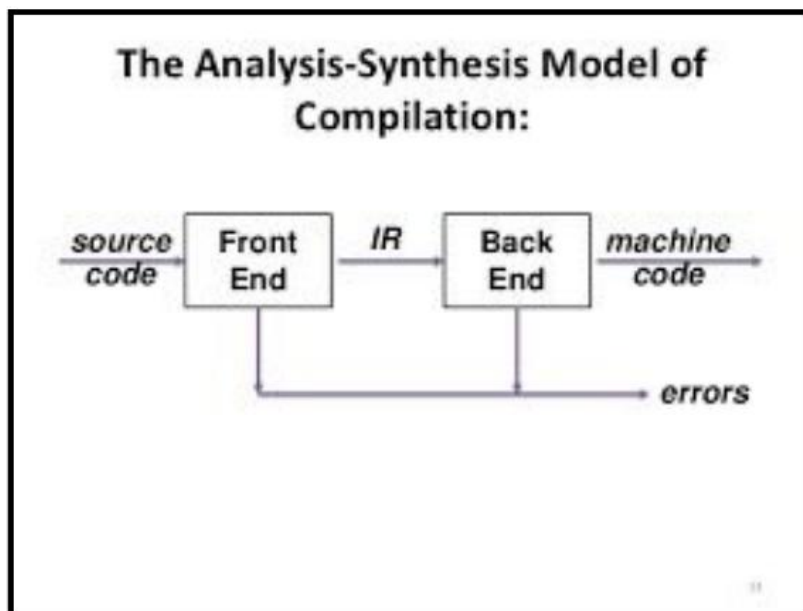 The Analysis-Synthesis Model of
Compilation:
source
code
Front
End
IR
Back
End
machine
code
errors